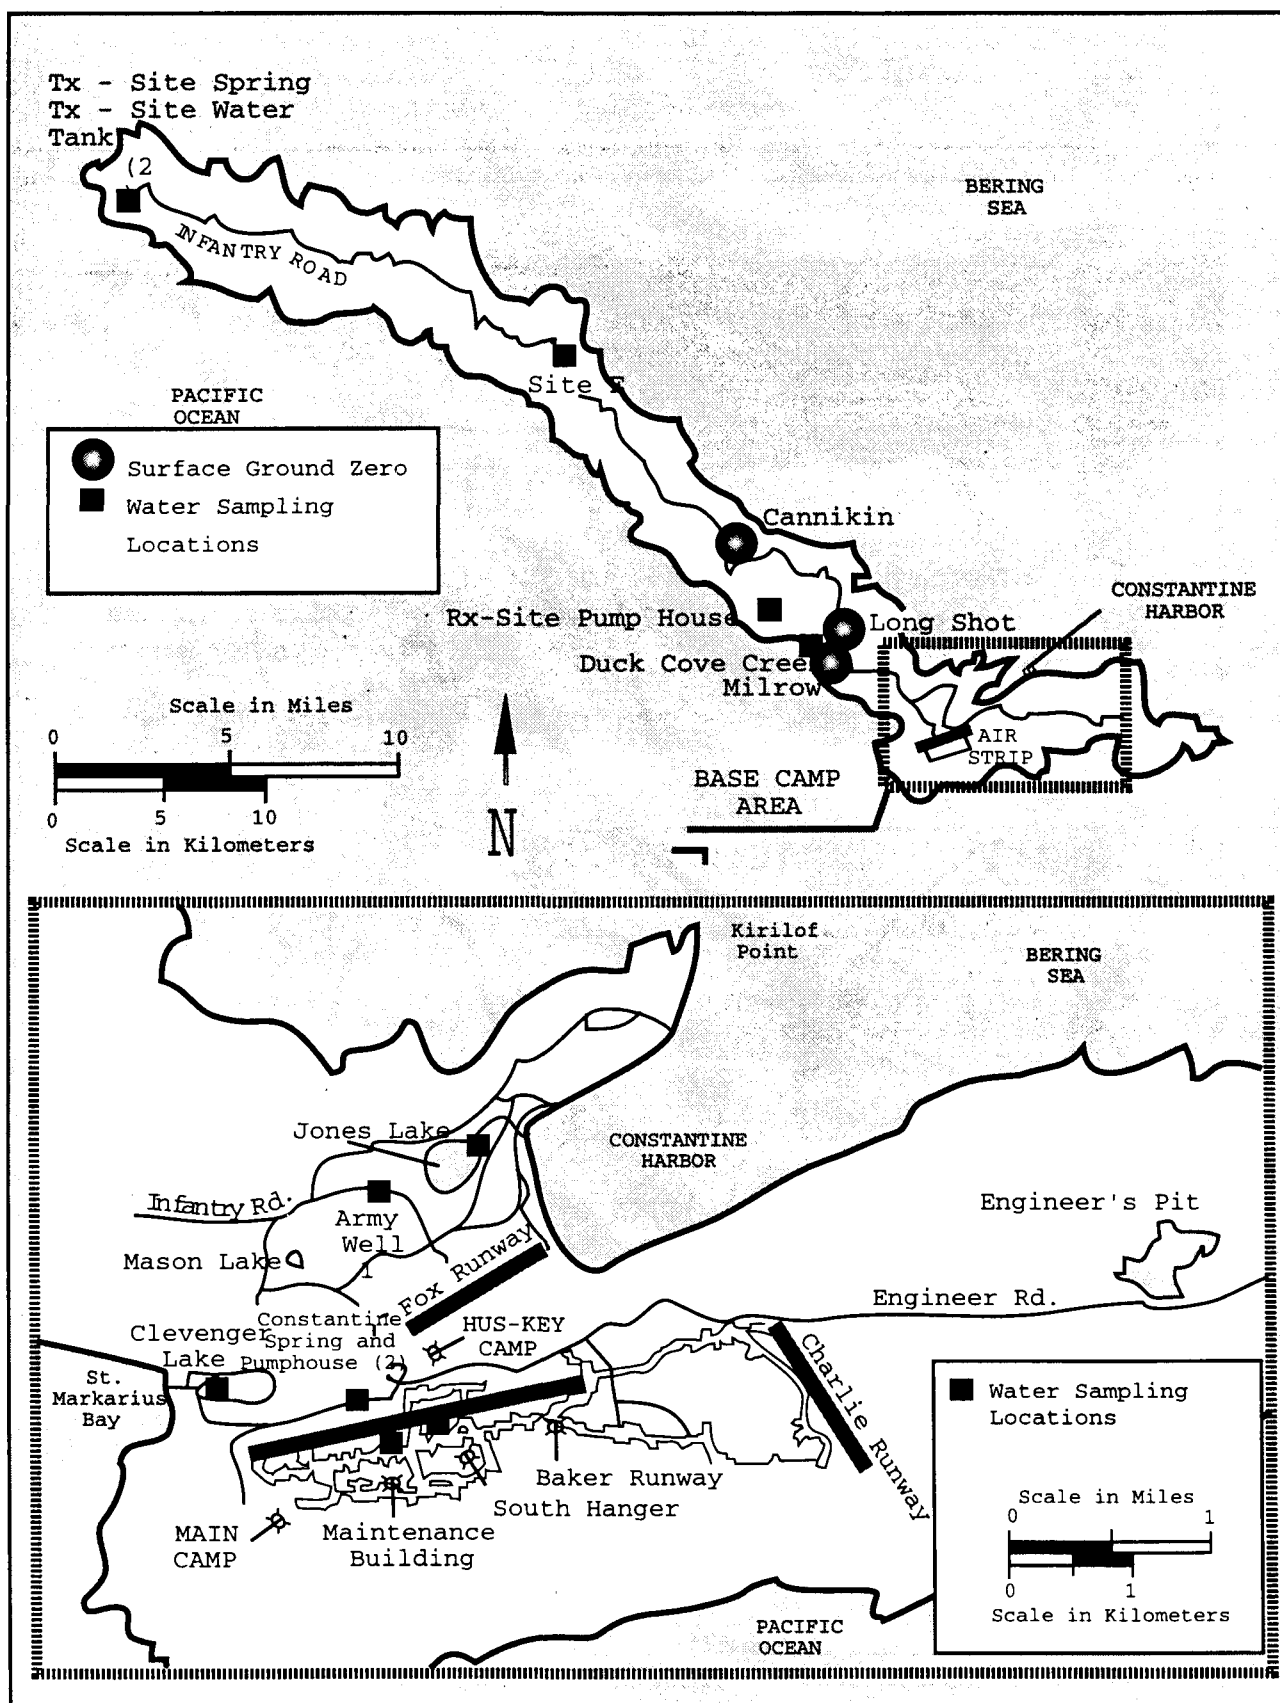 Tx - Site Spring
Tx - Site Water
Tank
(2
BERING
SEA
INFANTRY ROAD
Site E
PACIFIC
OCEAN
Surface Ground Zero
Water Sampling
Locations
Cannikin
CONSTANTINE
HARBOR
Rx-Site Pump House
Long Shot
Duck Cove Cree
Milrow
Scale in Miles
0 5 10
0 5 10
Scale in Kilometers
N
AIR
STRIP
BASE CAMP
AREA
Kirilof
Point
BERING
SEA
Jones Lake
CONSTANTINE
HARBOR
Infantry Rd.
Army
Well
1
Mason Lake
Fox Runway
Engineer's Pit
Engineer Rd.
Constantine
Spring and
Pumphouse (2)
HUS-KEY
CAMP
Clevenger
Lake
St.
Markarius
Bay
Charlie Runway
Water Sampling
Locations
Baker Runway
South Hanger
Maintenance
Building
MAIN
CAMP
Scale in Miles
0 1
0 1
Scale in Kilometers
PACIFIC
OCEAN